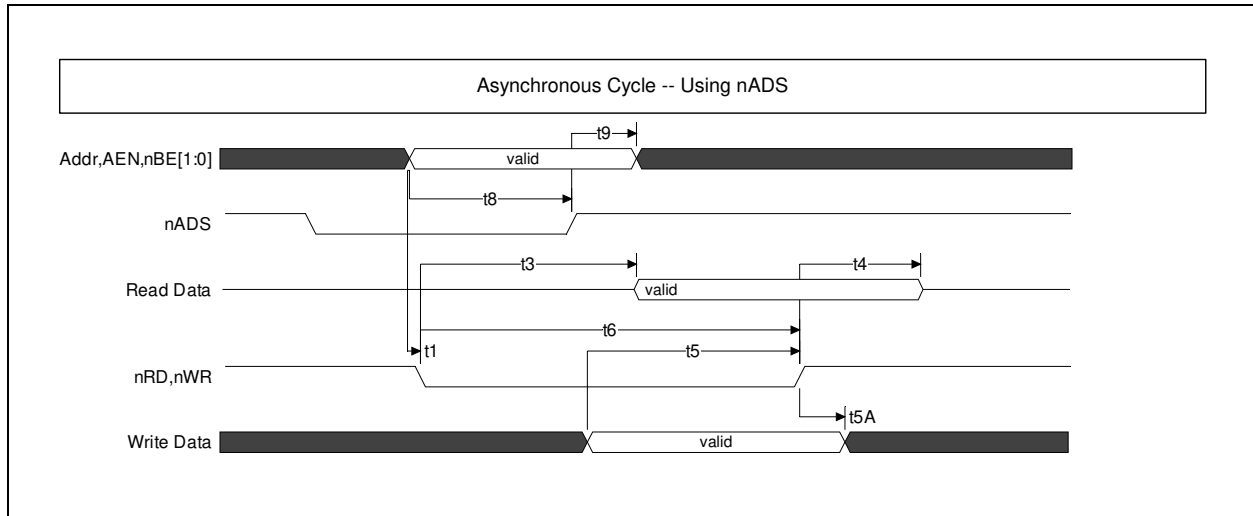 Asynchronous Cycle -- Using nADS
t9
Addr,AEN,nBE[1:0]
valid
t8
nADS
t3
t4
Read Data
valid
t6
t1
t5
nRD,nWR
t5A
Write Data
valid